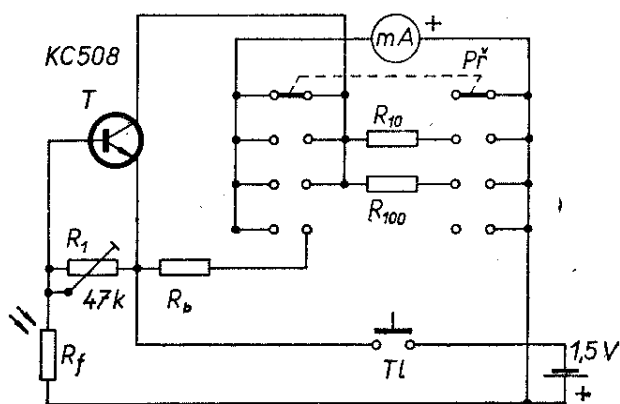 KC508
T
mA
+
Př
R10
R100
R1
47k
Rb
Rf
Tl
1,5 V
+